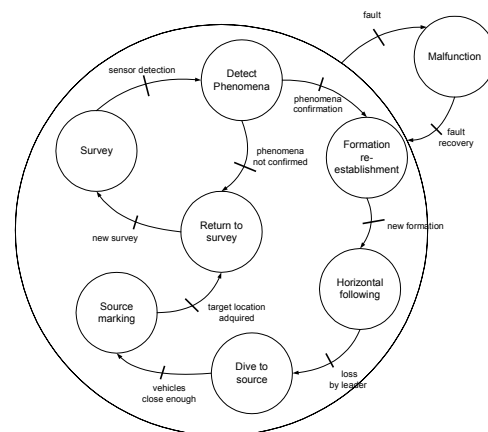 fault
Malfunction
fault
recovery
sensor detection
Detect
Phenomena
phenomena
confirmation
Survey
phenomena
not confirmed
Formation
re-
establishment
new survey
Return to
survey
new formation
Source
marking
target location
adquired
Horizontal
following
Dive to
source
vehicles
close enough
loss
by leader